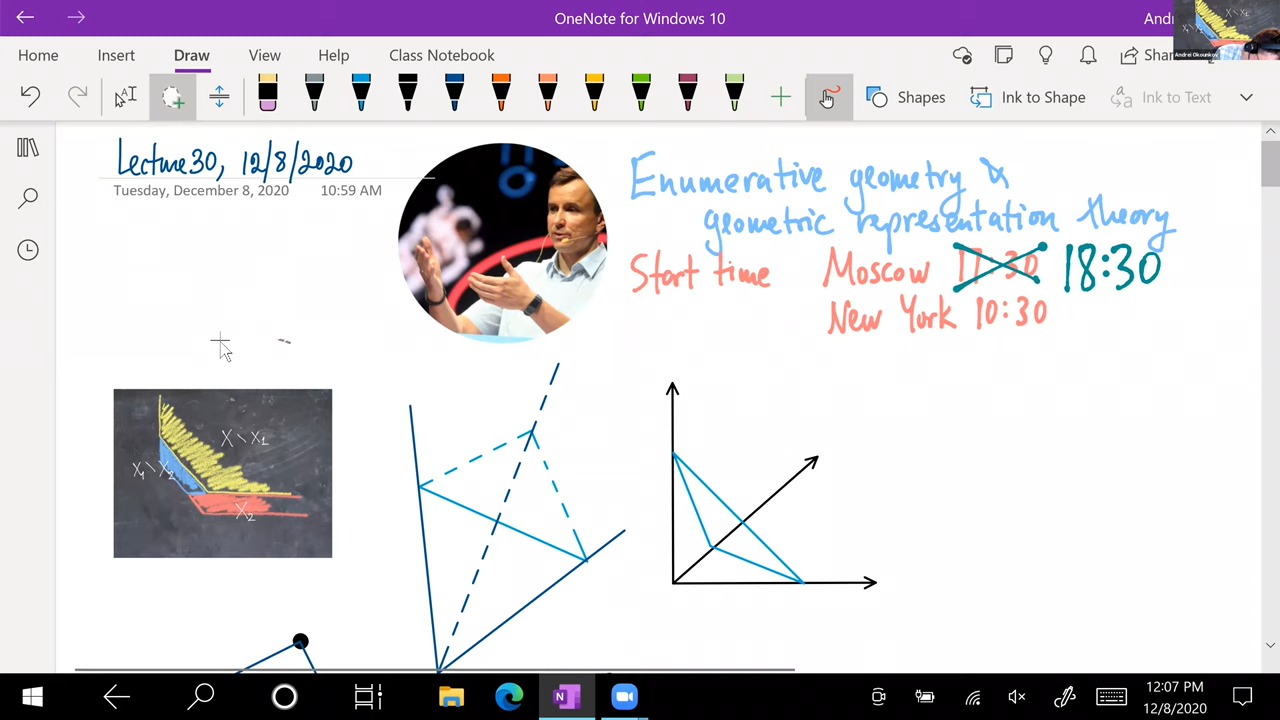 OneNote for Windows 10
Home Insert Draw View Help Class Notebook
Ink to Shape
Shapes
Ink to Text
Lecture 30, 12/8/2020
Tuesday, December 8, 2020 10:59 AM
Enumerative geometry &
geometric representation theory
Start time Moscow 17:30 18:30
New York 10:30
X \ X₁
X₁ \ X₂
X₂
12:07 PM
12/8/2020